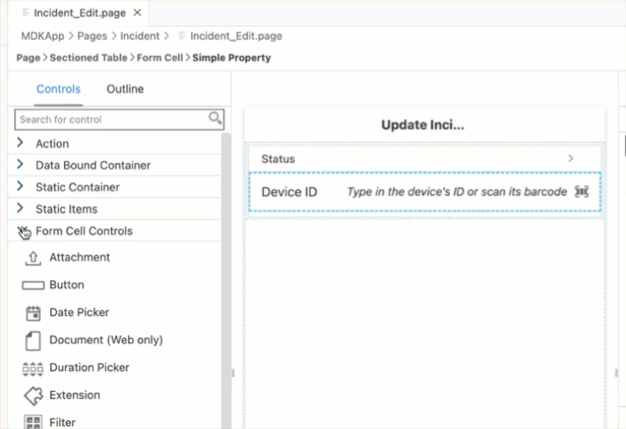 Incident_Edit.page ×
MDKApp > Pages > Incident > Incident_Edit.page
Page > Sectioned Table > Form Cell > Simple Property
Controls Outline
Search for control
Action
Data Bound Container
Static Container
Static Items
Form Cell Controls
Attachment
Button
Date Picker
Document (Web only)
Duration Picker
Extension
Filter
Update Inci...
Status
Device ID Type in the device's ID or scan its barcode